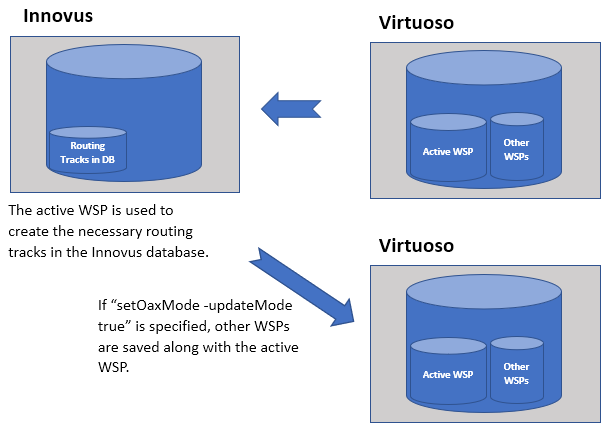 Innovus
Virtuoso
Routing
Tracks in DB
Active WSP
Other
WSPs
The active WSP is used to
create the necessary routing
tracks in the Innovus database.
Virtuoso
If “setOaxMode -updateMode
true” is specified, other WSPs
are saved along with the active
WSP.
Active WSP
Other
WSPs